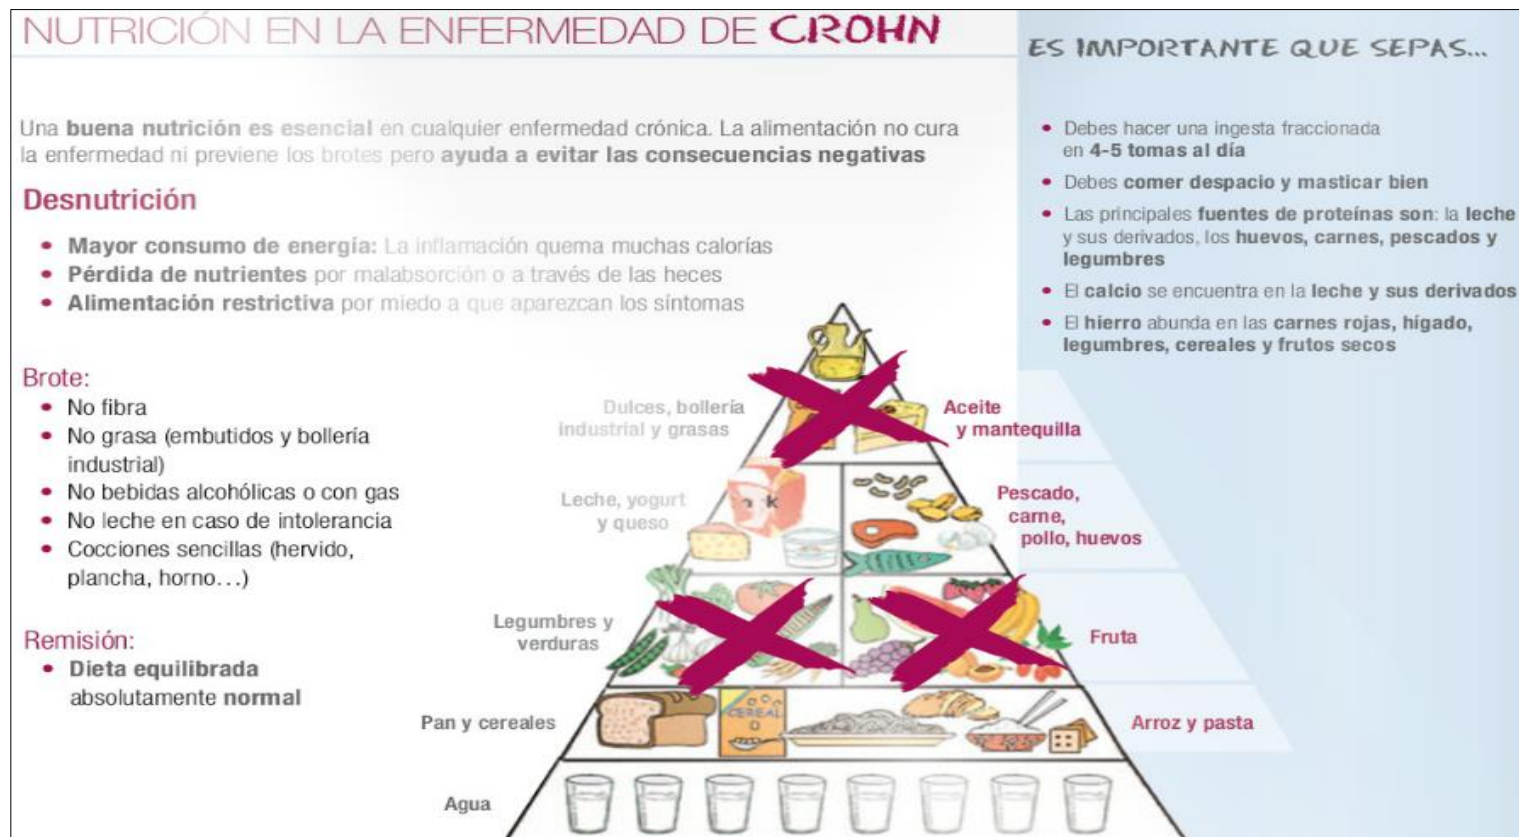 NUTRICIÓN EN LA ENFERMEDAD DE CROHN
Una buena nutrición es esencial en cualquier enfermedad crónica. La alimentación no cura
la enfermedad ni previene los brotes pero ayuda a evitar las consecuencias negativas
Desnutrición
• Mayor consumo de energía: La inflamación quema muchas calorías
• Pérdida de nutrientes por malabsorción o a través de las heces
• Alimentación restrictiva por miedo a que aparezcan los síntomas
Brote:
• No fibra
• No grasa (embutidos y bollería
industrial)
• No bebidas alcohólicas o con gas
• No leche en caso de intolerancia
• Cocciones sencillas (hervido,
plancha, horno…)
Remisión:
• Dieta equilibrada
absolutamente normal
Dulces, bollería
industrial y grasas
Aceite
y mantequilla
Leche, yogurt
y queso
Pescado,
carne,
pollo, huevos
Legumbres y
verduras
Fruta
Pan y cereales
CEREAL
Arroz y pasta
Agua
ES IMPORTANTE QUE SEPAS...
• Debes hacer una ingesta fraccionada
en 4-5 tomas al día
• Debes comer despacio y masticar bien
• Las principales fuentes de proteínas son: la leche
y sus derivados, los huevos, carnes, pescados y
legumbres
• El calcio se encuentra en la leche y sus derivados
• El hierro abunda en las carnes rojas, hígado,
legumbres, cereales y frutos secos